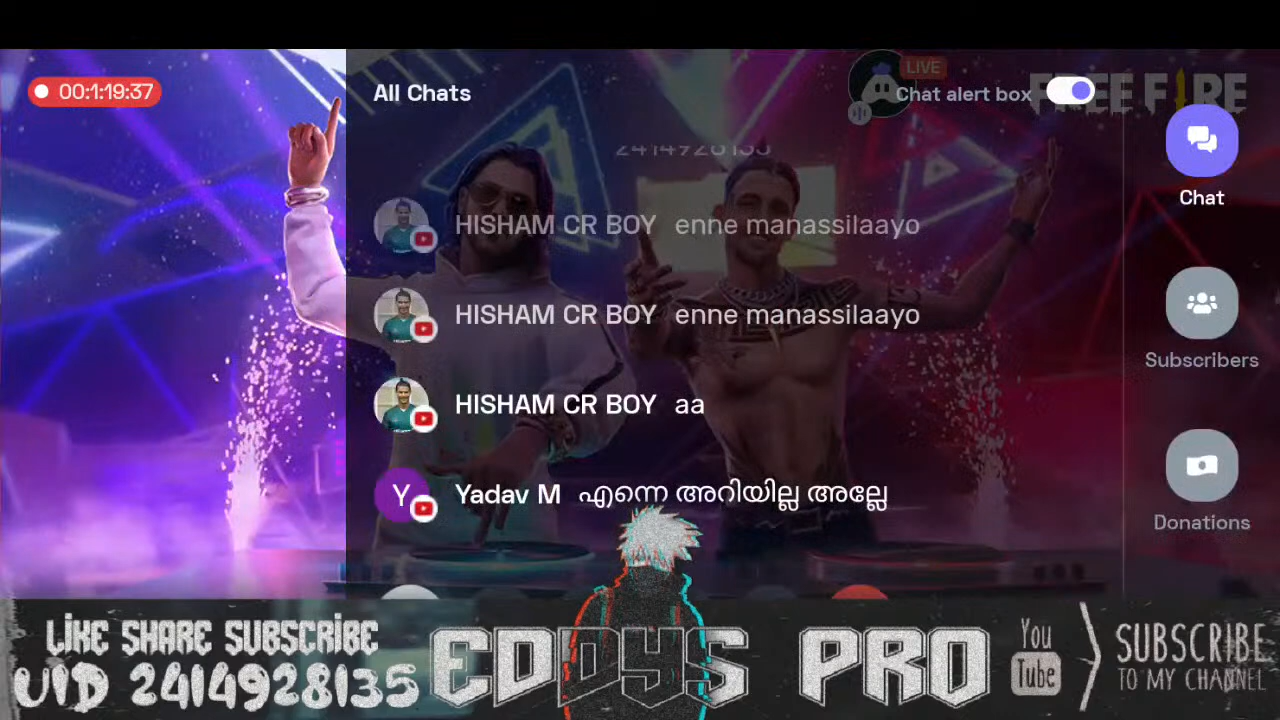 00:1:19:37
All Chats
LIVE
Chat alert box
FREE FIRE
Chat
HISHAM CR BOY enne manassilaayo
HISHAM CR BOY enne manassilaayo
Subscribers
HISHAM CR BOY aa
Y Yadav M എന്നെ അറിയില്ല അല്ലേ
Donations
LIKE SHARE SUBSCRIBE
UID 2414928135
EDDYS PRO
You
Tube
SUBSCRIBE
TO MY CHANNEL